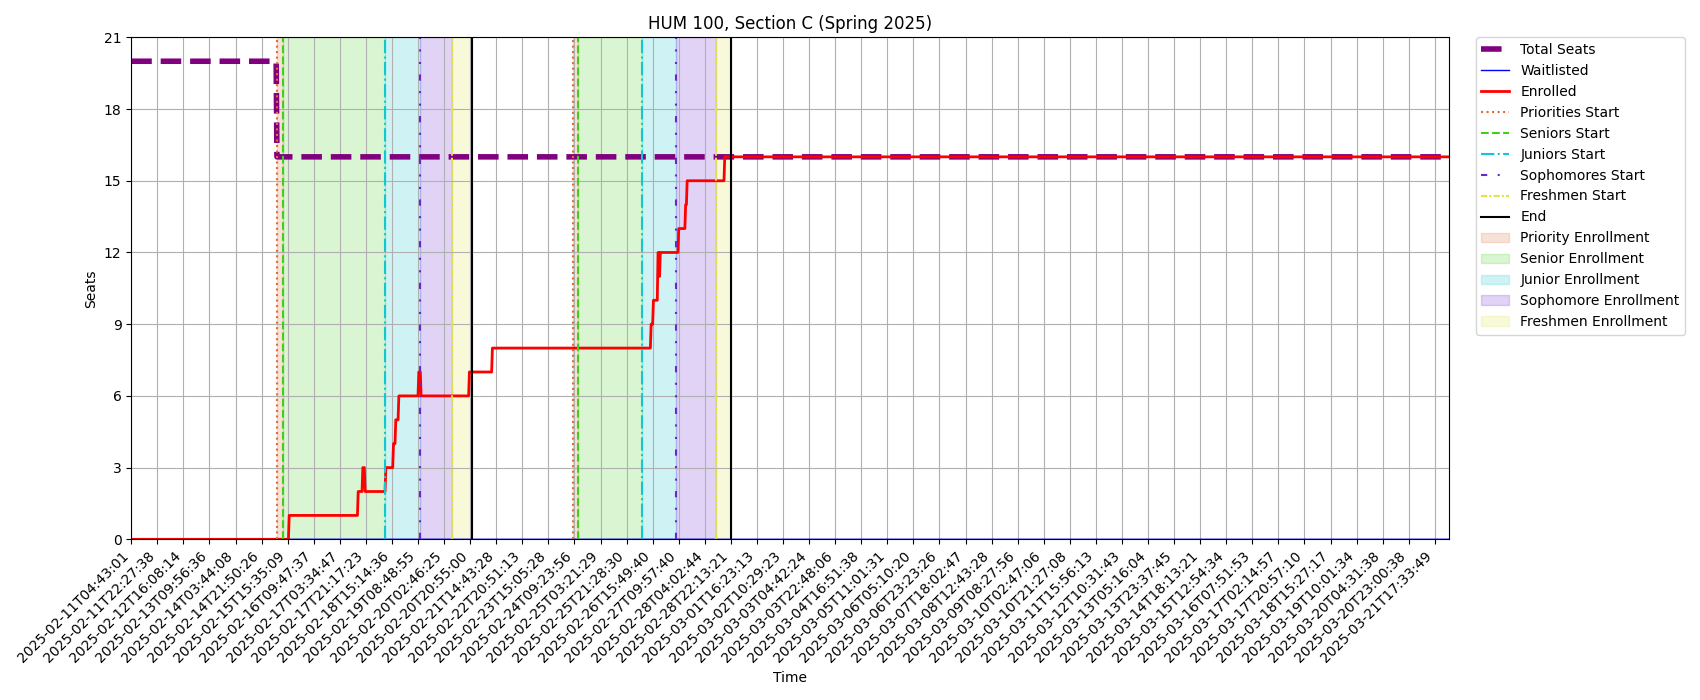 HUM 100, Section C (Spring 2025)
21
18
15
12
9
6
3
0
Seats
2025-02-11T04:43:01
2025-02-11T22:27:38
2025-02-12T16:08:14
2025-02-13T09:56:36
2025-02-14T03:44:08
2025-02-14T21:50:26
2025-02-15T15:35:09
2025-02-16T09:47:37
2025-02-17T03:34:47
2025-02-17T21:17:23
2025-02-18T15:14:36
2025-02-19T08:48:55
2025-02-20T02:46:25
2025-02-20T20:55:00
2025-02-21T14:43:28
2025-02-22T20:51:13
2025-02-23T15:05:28
2025-02-24T09:23:56
2025-02-25T03:21:29
2025-02-25T21:28:30
2025-02-26T15:49:40
2025-02-27T09:57:40
2025-02-28T04:02:44
2025-02-28T22:13:21
2025-03-01T16:23:13
2025-03-02T10:29:23
2025-03-03T04:42:24
2025-03-03T22:48:06
2025-03-04T16:51:38
2025-03-05T11:01:31
2025-03-06T05:10:20
2025-03-06T23:23:26
2025-03-07T18:02:47
2025-03-08T12:43:28
2025-03-09T08:27:56
2025-03-10T02:47:06
2025-03-10T21:27:08
2025-03-11T15:56:13
2025-03-12T10:31:43
2025-03-13T05:16:04
2025-03-13T23:37:45
2025-03-14T18:13:21
2025-03-15T12:54:34
2025-03-16T07:51:53
2025-03-17T02:14:57
2025-03-17T20:57:10
2025-03-18T15:27:17
2025-03-19T10:01:34
2025-03-20T04:31:38
2025-03-20T23:00:38
2025-03-21T17:33:49
Time
Total Seats
Waitlisted
Enrolled
Priorities Start
Seniors Start
Juniors Start
Sophomores Start
Freshmen Start
End
Priority Enrollment
Senior Enrollment
Junior Enrollment
Sophomore Enrollment
Freshmen Enrollment